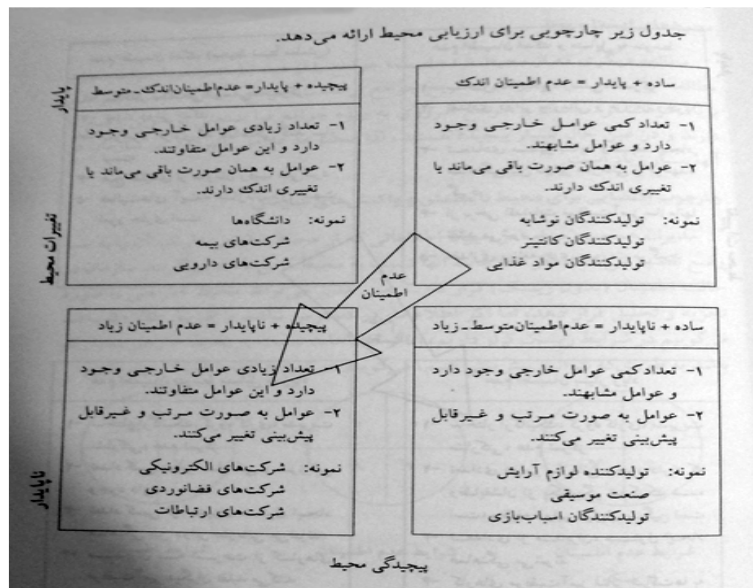 جدول زیر چارچوبی برای ارزیابی محیط ارائه می‌دهد.
ساده + پایدار = عدم اطمینان اندک
۱- تعداد کمی عوامل خارجی وجود
دارد و عوامل مشابهند.
۲- عوامل به همان صورت باقی می‌ماند یا
تغییری اندک دارند.
نمونه: تولیدکنندگان نوشابه
تولیدکنندگان کانتینر
تولیدکنندگان مواد غذایی
پیچیده + پایدار = عدم اطمینان اندک - متوسط
۱- تعداد زیادی عوامل خارجی وجود
دارد و این عوامل متفاوتند.
۲- عوامل به همان صورت باقی می‌ماند یا
تغییری اندک دارند.
نمونه: دانشگاه‌ها
شرکت‌های بیمه
شرکت‌های دارویی
پایدار
تغییرات محیط
عدم
اطمینان
ساده + ناپایدار = عدم اطمینان متوسط - زیاد
۱- تعداد کمی عوامل خارجی وجود دارد
و عوامل مشابهند.
۲- عوامل به صورت مرتب و غیرقابل
پیش‌بینی تغییر می‌کنند.
نمونه: تولیدکننده لوازم آرایش
صنعت موسیقی
تولیدکنندگان اسباب‌بازی
پیچیده + ناپایدار = عدم اطمینان زیاد
۱- تعداد زیادی عوامل خارجی وجود
دارد و این عوامل متفاوتند.
۲- عوامل به صورت مرتب و غیرقابل
پیش‌بینی تغییر می‌کنند.
نمونه: شرکت‌های الکترونیکی
شرکت‌های فضانوردی
شرکت‌های ارتباطات
ناپایدار
پیچیدگی محیط